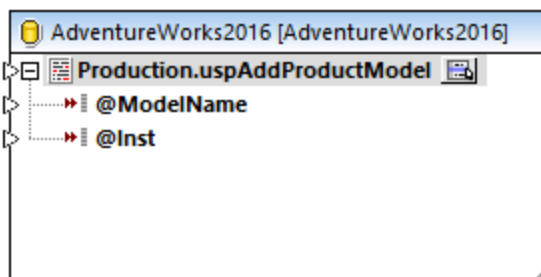 AdventureWorks2016 [AdventureWorks2016]
Production.uspAddProductModel
@ModelName
@Inst